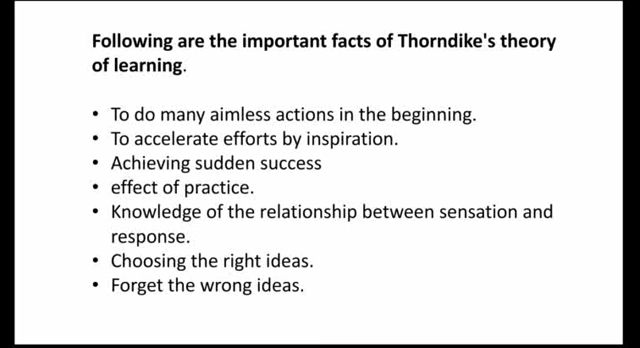 Following are the important facts of Thorndike's theory
of learning.
• To do many aimless actions in the beginning.
• To accelerate efforts by inspiration.
• Achieving sudden success
• effect of practice.
• Knowledge of the relationship between sensation and
response.
• Choosing the right ideas.
• Forget the wrong ideas.